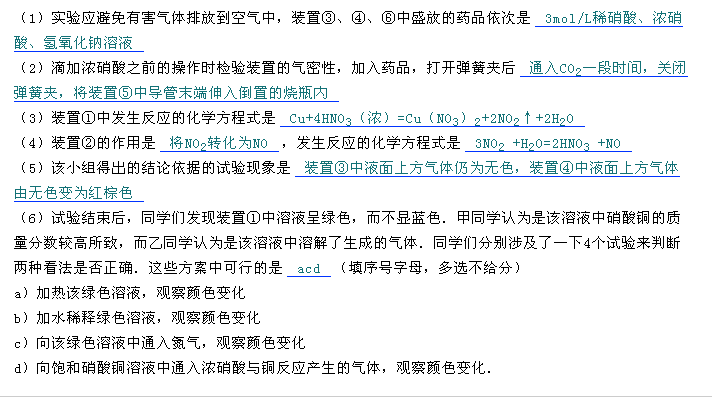 （1）实验应避免有害气体排放到空气中，装置③、④、⑥中盛放的药品依次是 3mol/L稀硝酸、浓硝
酸、氢氧化钠溶液
（2）滴加浓硝酸之前的操作时检验装置的气密性，加入药品，打开弹簧夹后 通入CO₂一段时间，关闭
弹簧夹，将装置⑤中导管末端伸入倒置的烧瓶内
（3）装置①中发生反应的化学方程式是 Cu+4HNO₃（浓）=Cu（NO₃）₂+2NO₂↑+2H₂O
（4）装置②的作用是 将NO₂转化为NO ，发生反应的化学方程式是 3NO₂ +H₂O=2HNO₃ +NO
（5）该小组得出的结论依据的试验现象是 装置③中液面上方气体仍为无色，装置④中液面上方气体
由无色变为红棕色
（6）试验结束后，同学们发现装置①中溶液呈绿色，而不显蓝色．甲同学认为是该溶液中硝酸铜的质
量分数较高所致，而乙同学认为是该溶液中溶解了生成的气体．同学们分别涉及了一下4个试验来判断
两种看法是否正确．这些方案中可行的是 acd （填序号字母，多选不给分）
a）加热该绿色溶液，观察颜色变化
b）加水稀释绿色溶液，观察颜色变化
c）向该绿色溶液中通入氮气，观察颜色变化
d）向饱和硝酸铜溶液中通入浓硝酸与铜反应产生的气体，观察颜色变化．